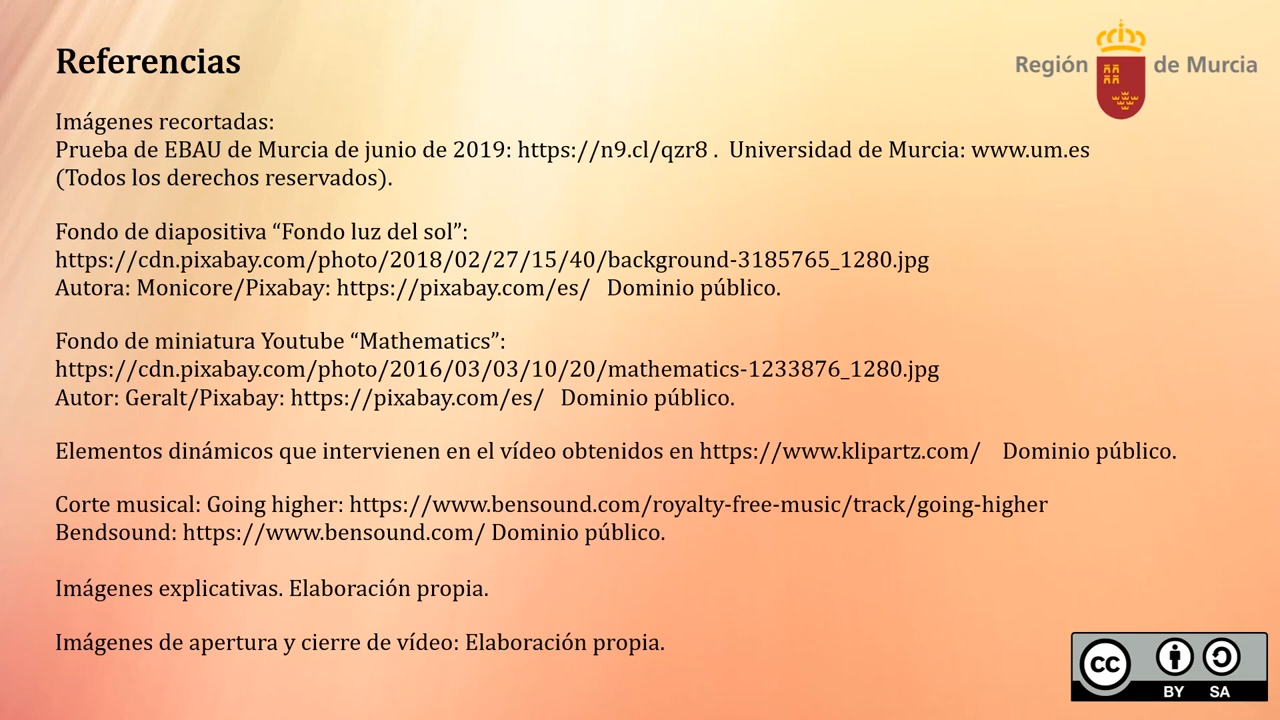 Referencias
Región de Murcia
Imágenes recortadas:
Prueba de EBAU de Murcia de junio de 2019: https://n9.cl/qzr8 .  Universidad de Murcia: www.um.es
(Todos los derechos reservados).
Fondo de diapositiva “Fondo luz del sol”:
https://cdn.pixabay.com/photo/2018/02/27/15/40/background-3185765_1280.jpg
Autora: Monicore/Pixabay: https://pixabay.com/es/   Dominio público.
Fondo de miniatura Youtube “Mathematics”:
https://cdn.pixabay.com/photo/2016/03/03/10/20/mathematics-1233876_1280.jpg
Autor: Geralt/Pixabay: https://pixabay.com/es/   Dominio público.
Elementos dinámicos que intervienen en el vídeo obtenidos en https://www.klipartz.com/    Dominio público.
Corte musical: Going higher: https://www.bensound.com/royalty-free-music/track/going-higher
Bendsound: https://www.bensound.com/ Dominio público.
Imágenes explicativas. Elaboración propia.
Imágenes de apertura y cierre de vídeo: Elaboración propia.
cc
BY SA